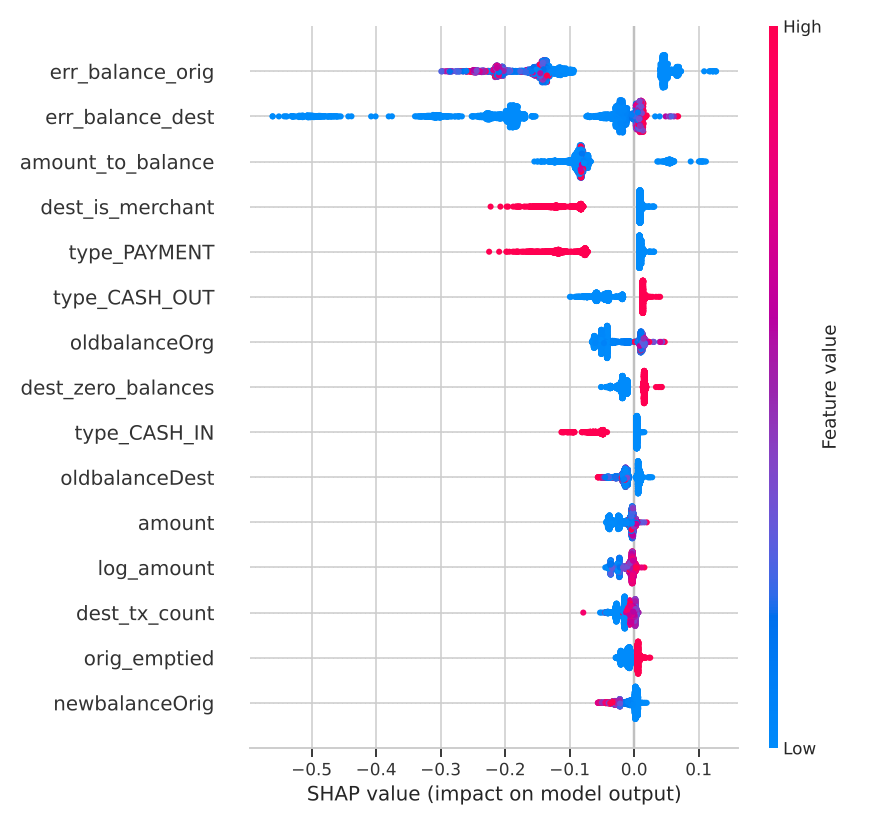 High
err_balance_orig
err_balance_dest
amount_to_balance
dest_is_merchant
type_PAYMENT
type_CASH_OUT
oldbalanceOrg
dest_zero_balances
type_CASH_IN
oldbalanceDest
amount
log_amount
dest_tx_count
orig_emptied
newbalanceOrig
Feature value
Low
−0.5 −0.4 −0.3 −0.2 −0.1 0.0 0.1
SHAP value (impact on model output)